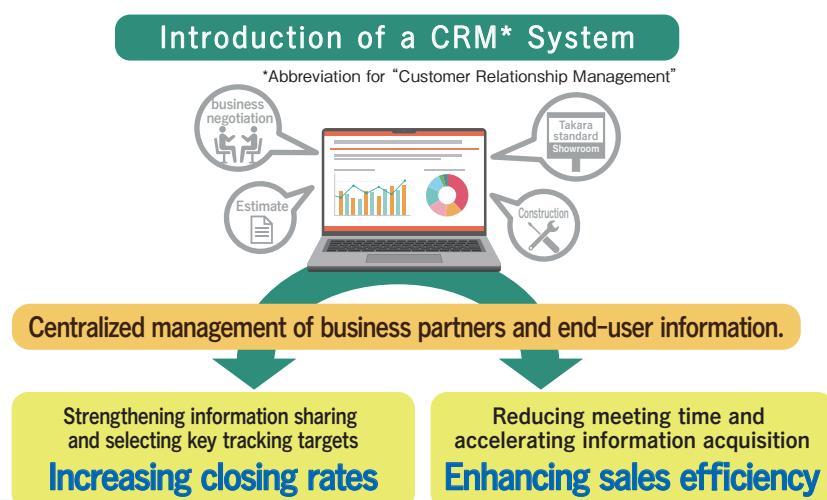 Introduction of a CRM* System
*Abbreviation for “Customer Relationship Management”
business
negotiation
Takara
standard
Showroom
Estimate
Construction
Centralized management of business partners and end-user information.
Strengthening information sharing
and selecting key tracking targets
Increasing closing rates
Reducing meeting time and
accelerating information acquisition
Enhancing sales efficiency